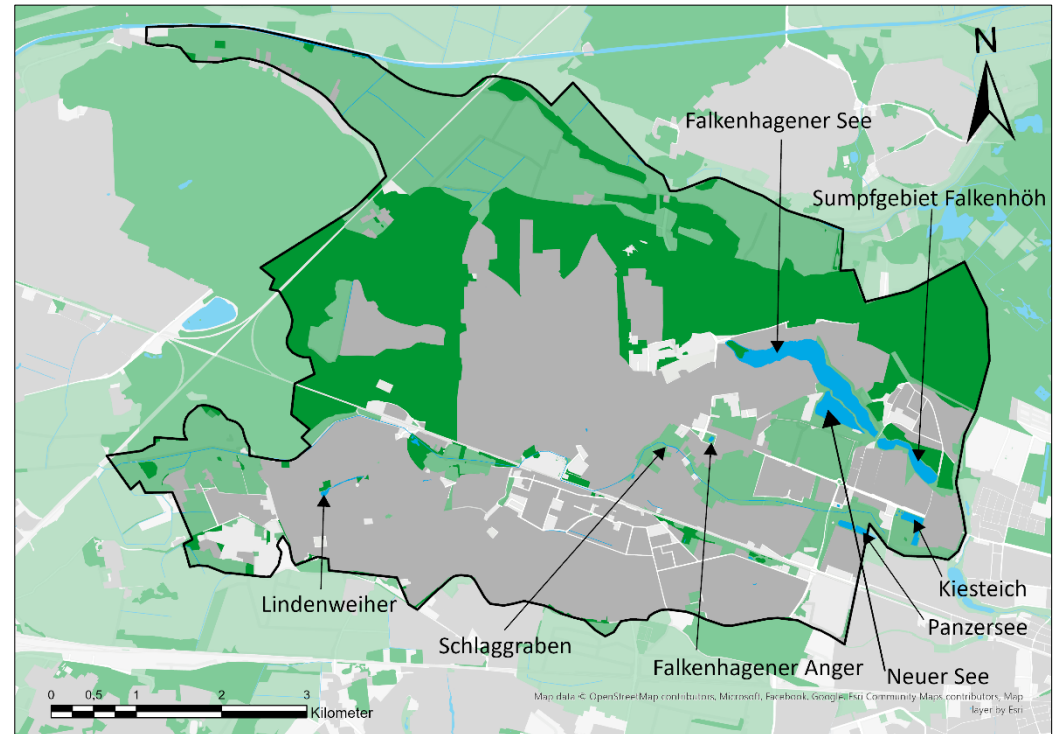 N
Falkenhagener See
Sumpfgebiet Falkenhöh
Lindenweiher
Kiesteich
Schlaggraben
Panzersee
Falkenhagener Anger
Neuer See
0 0,5 1 2 3
Kilometer
Map data © OpenStreetMap contributors, Microsoft, Facebook, Google, Esri Community Maps contributors, Map
layer by Esri